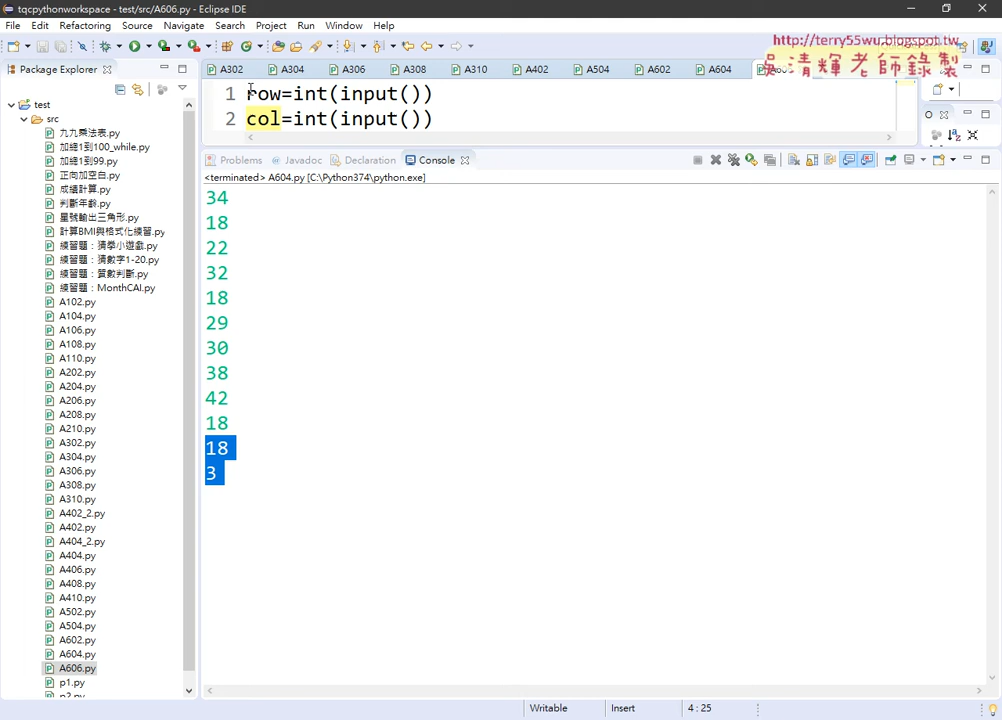 tqcpythonworkspace - test/src/A606.py - Eclipse IDE
File Edit Refactoring Source Navigate Search Project Run Window Help
http://terry55wu.blogspot.tw
吳清輝老師錄製
Package Explorer
A302 A304 A306 A308 A310 A402 A504 A602 A604
1 row=int(input())
2 col=int(input())
Problems Javadoc Declaration Console
<terminated> A604.py [C:\Python374\python.exe]
34
18
22
32
18
29
30
38
42
18
18
3
test
src
九九乘法表.py
加總1到100_while.py
加總1到99.py
正向加空白.py
成績計算.py
判斷年齡.py
星號輸出三角形.py
計算BMI與格式化練習.py
練習題：猜拳小遊戲.py
練習題：猜數字1-20.py
練習題：質數判斷.py
練習題：MonthCAI.py
A102.py
A104.py
A106.py
A108.py
A110.py
A202.py
A204.py
A206.py
A208.py
A210.py
A302.py
A304.py
A306.py
A308.py
A310.py
A402_2.py
A402.py
A404_2.py
A404.py
A406.py
A408.py
A410.py
A502.py
A504.py
A602.py
A604.py
A606.py
p1.py
p2.py
Writable Insert 4 : 25